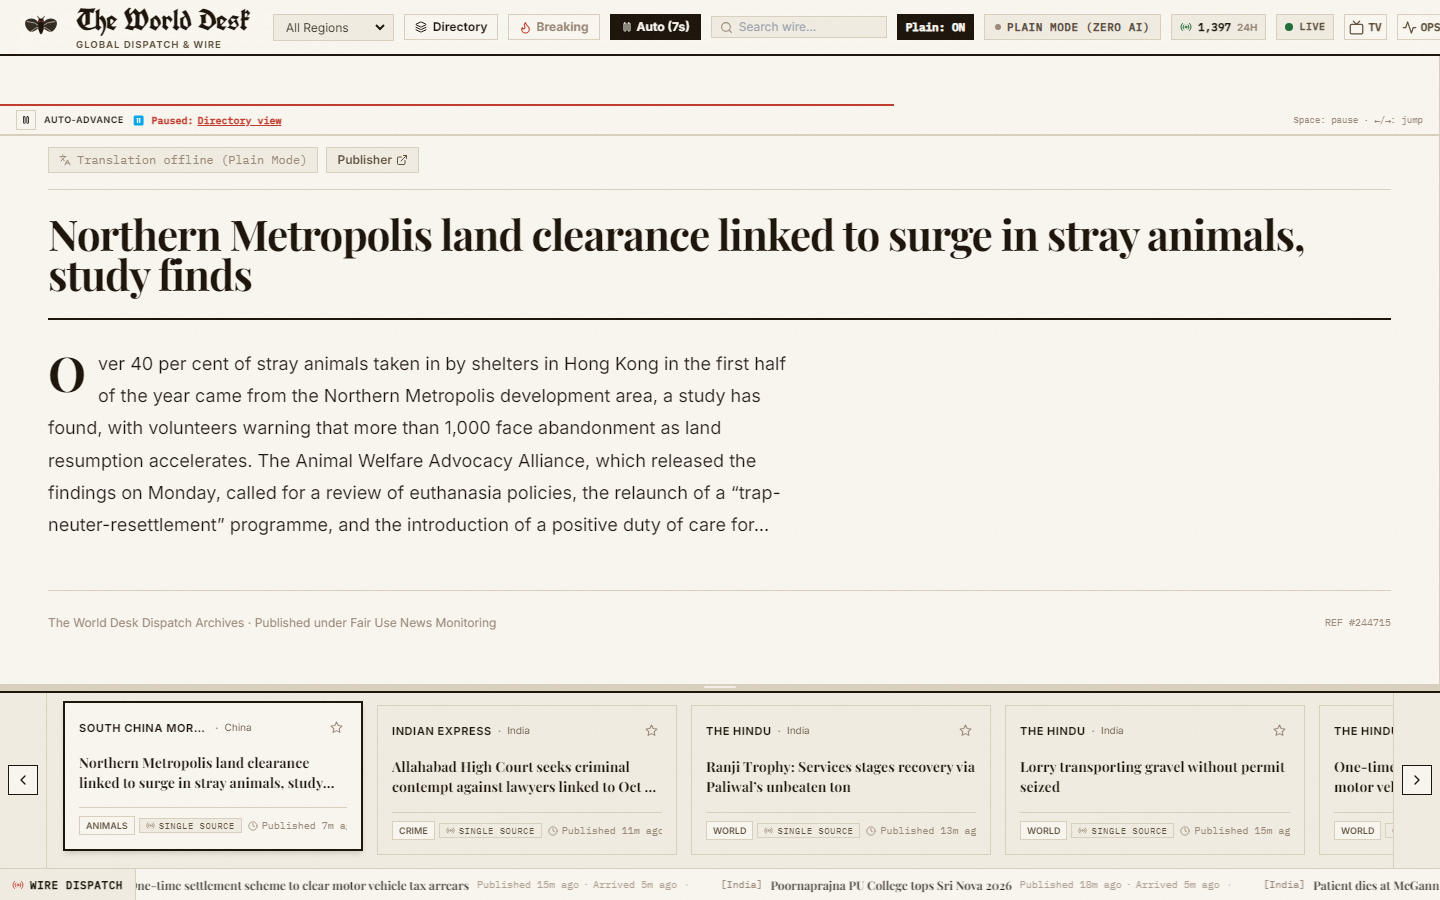 The World Desk
GLOBAL DISPATCH & WIRE
All Regions
Directory
Breaking
Auto (7s)
Search wire...
Plain: ON
PLAIN MODE (ZERO AI)
1,397 24H
LIVE
TV
OPS
AUTO-ADVANCE
Paused: Directory view
Space: pause · ←/→: jump
Translation offline (Plain Mode)
Publisher
Northern Metropolis land clearance linked to surge in stray animals,
study finds
Over 40 per cent of stray animals taken in by shelters in Hong Kong in the first half
of the year came from the Northern Metropolis development area, a study has
found, with volunteers warning that more than 1,000 face abandonment as land
resumption accelerates. The Animal Welfare Advocacy Alliance, which released the
findings on Monday, called for a review of euthanasia policies, the relaunch of a “trap-
neuter-resettlement” programme, and the introduction of a positive duty of care for...
The World Desk Dispatch Archives · Published under Fair Use News Monitoring
REF #244715
SOUTH CHINA MOR... · China
Northern Metropolis land clearance
linked to surge in stray animals, study...
ANIMALS SINGLE SOURCE Published 7m a
INDIAN EXPRESS · India
Allahabad High Court seeks criminal
contempt against lawyers linked to Oct ...
CRIME SINGLE SOURCE Published 11m ago
THE HINDU · India
Ranji Trophy: Services stages recovery via
Paliwal's unbeaten ton
WORLD SINGLE SOURCE Published 13m ag
THE HINDU · India
Lorry transporting gravel without permit
seized
WORLD SINGLE SOURCE Published 15m ag
THE HINDU
One-time
motor vel
WORLD
WIRE DISPATCH
One-time settlement scheme to clear motor vehicle tax arrears Published 15m ago · Arrived 5m ago ·
[India] Poornaprajna PU College tops Sri Nova 2026 Published 18m ago · Arrived 5m ago ·
[India] Patient dies at McGann